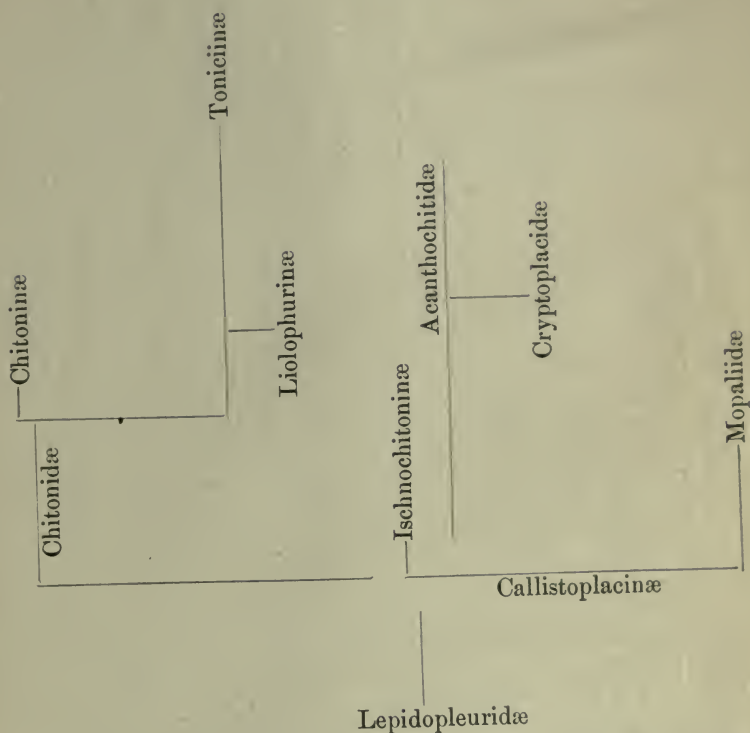 Toniciinæ
Chitoninæ
Liolophurinæ
Chitonidæ
Acanthochitidæ
Cryptoplacidæ
Ischnochitoninæ
Mopaliidæ
Callistoplacinæ
Lepidopleuridæ